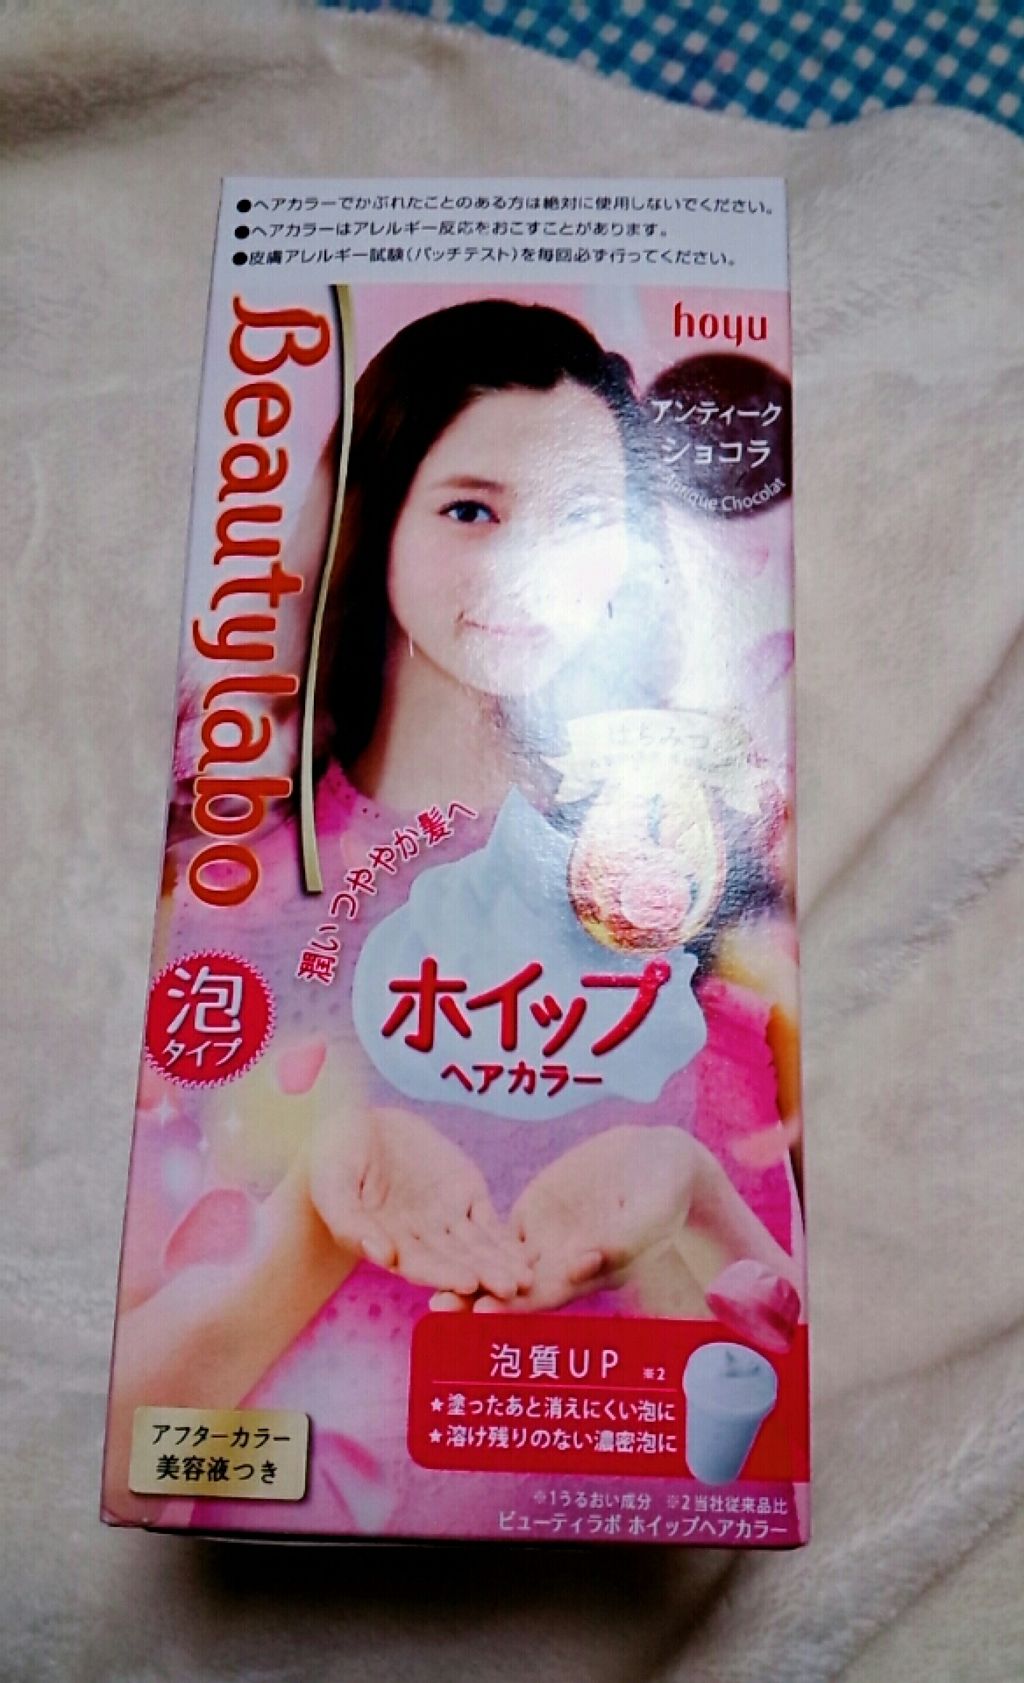 ●ヘアカラーでかぶれたことのある方は絶対に使用しないでください。
●ヘアカラーはアレルギー反応をおこすことがあります。
●皮膚アレルギー試験(パッチテスト)を毎回必ず行ってください。
Beautylabo
hoyu
アンティーク
ショコラ
Antique Chocolat
はちみつ
潤いつややか髪へ
泡
タイプ
ホイップ
ヘアカラー
泡質UP ※2
★塗ったあと消えにくい泡に
★溶け残りのない濃密泡に
アフターカラー
美容液つき
※1うるおい成分 ※2当社従来品比
ビューティラボ ホイップヘアカラー